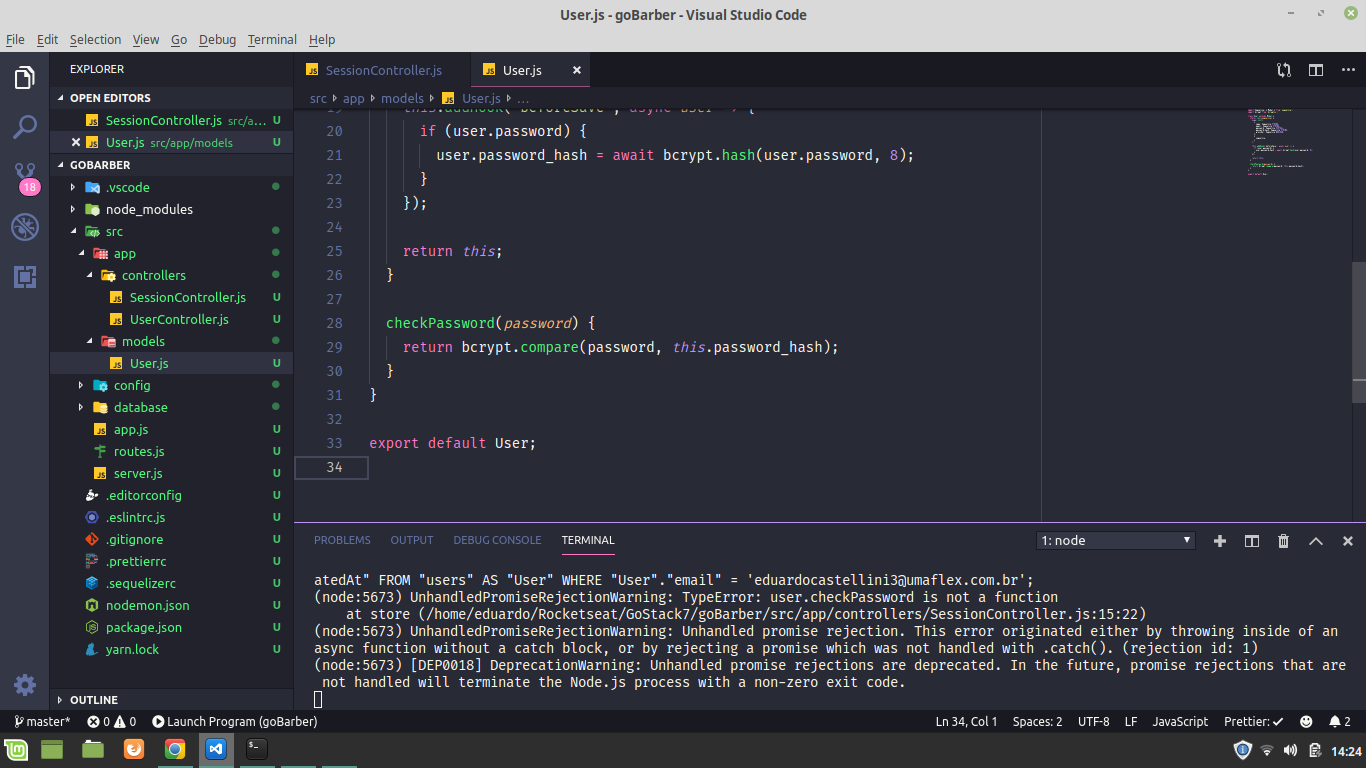 User.js - goBarber - Visual Studio Code
File Edit Selection View Go Debug Terminal Help
EXPLORER
OPEN EDITORS
SessionController.js src/a... U
User.js src/app/models U
GOBARBER
.vscode
node_modules
src
app
controllers
SessionController.js U
UserController.js U
models
User.js U
config
database
app.js U
routes.js U
server.js U
.editorconfig U
.eslintrc.js U
.gitignore U
.prettierrc U
.sequelizerc U
nodemon.json U
package.json U
yarn.lock U
OUTLINE
18
SessionController.js User.js
src app models User.js ...
19 this.addHook('beforeSave', async user => {
20 if (user.password) {
21 user.password_hash = await bcrypt.hash(user.password, 8);
22 }
23 });
24
25 return this;
26 }
27
28 checkPassword(password) {
29 return bcrypt.compare(password, this.password_hash);
30 }
31 }
32
33 export default User;
34
PROBLEMS OUTPUT DEBUG CONSOLE TERMINAL 1: node
atedAt" FROM "users" AS "User" WHERE "User"."email" = 'eduardocastellini3@umaflex.com.br';
(node:5673) UnhandledPromiseRejectionWarning: TypeError: user.checkPassword is not a function
at store (/home/eduardo/Rocketseat/GoStack7/goBarber/src/app/controllers/SessionController.js:15:22)
(node:5673) UnhandledPromiseRejectionWarning: Unhandled promise rejection. This error originated either by throwing inside of an
async function without a catch block, or by rejecting a promise which was not handled with .catch(). (rejection id: 1)
(node:5673) [DEP0018] DeprecationWarning: Unhandled promise rejections are deprecated. In the future, promise rejections that are
not handled will terminate the Node.js process with a non-zero exit code.
master* 0 0 Launch Program (goBarber) Ln 34, Col 1 Spaces: 2 UTF-8 LF JavaScript Prettier: ✓ 2
14:24